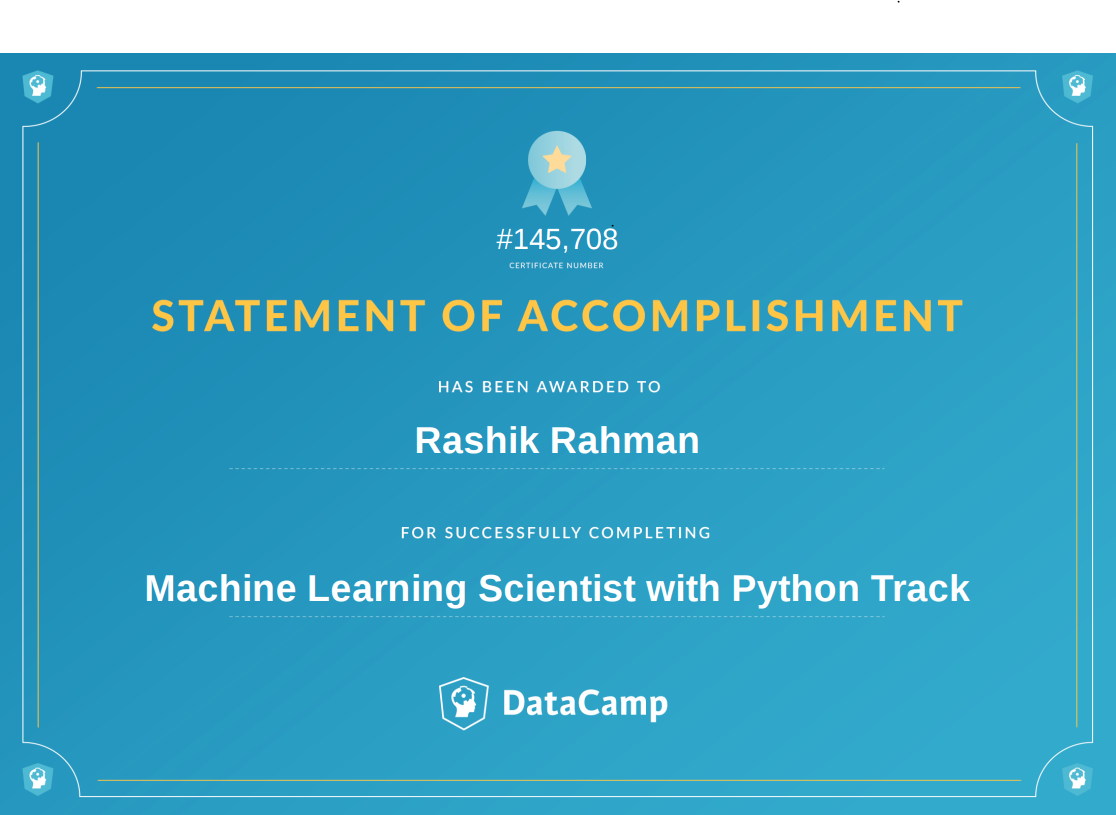 #145,708
CERTIFICATE NUMBER
STATEMENT OF ACCOMPLISHMENT
HAS BEEN AWARDED TO
Rashik Rahman
FOR SUCCESSFULLY COMPLETING
Machine Learning Scientist with Python Track
DataCamp